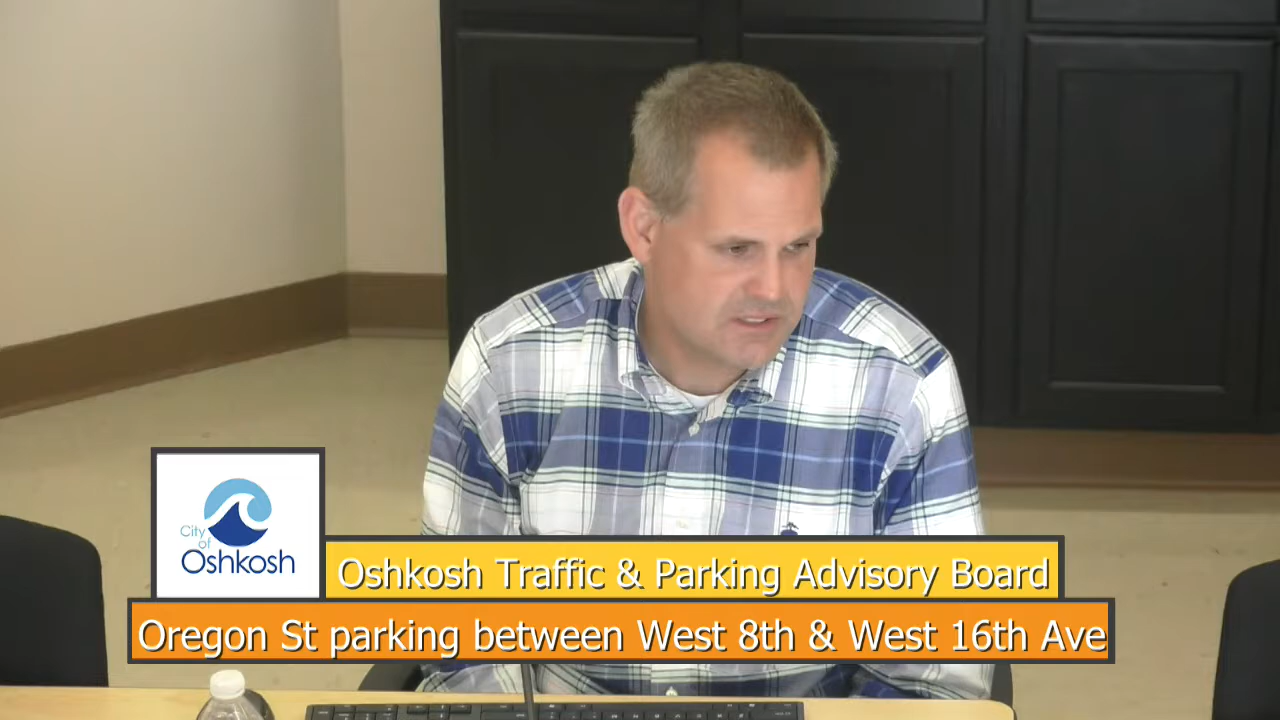 City
of
Oshkosh
Oshkosh Traffic & Parking Advisory Board
Oregon St parking between West 8th & West 16th Ave